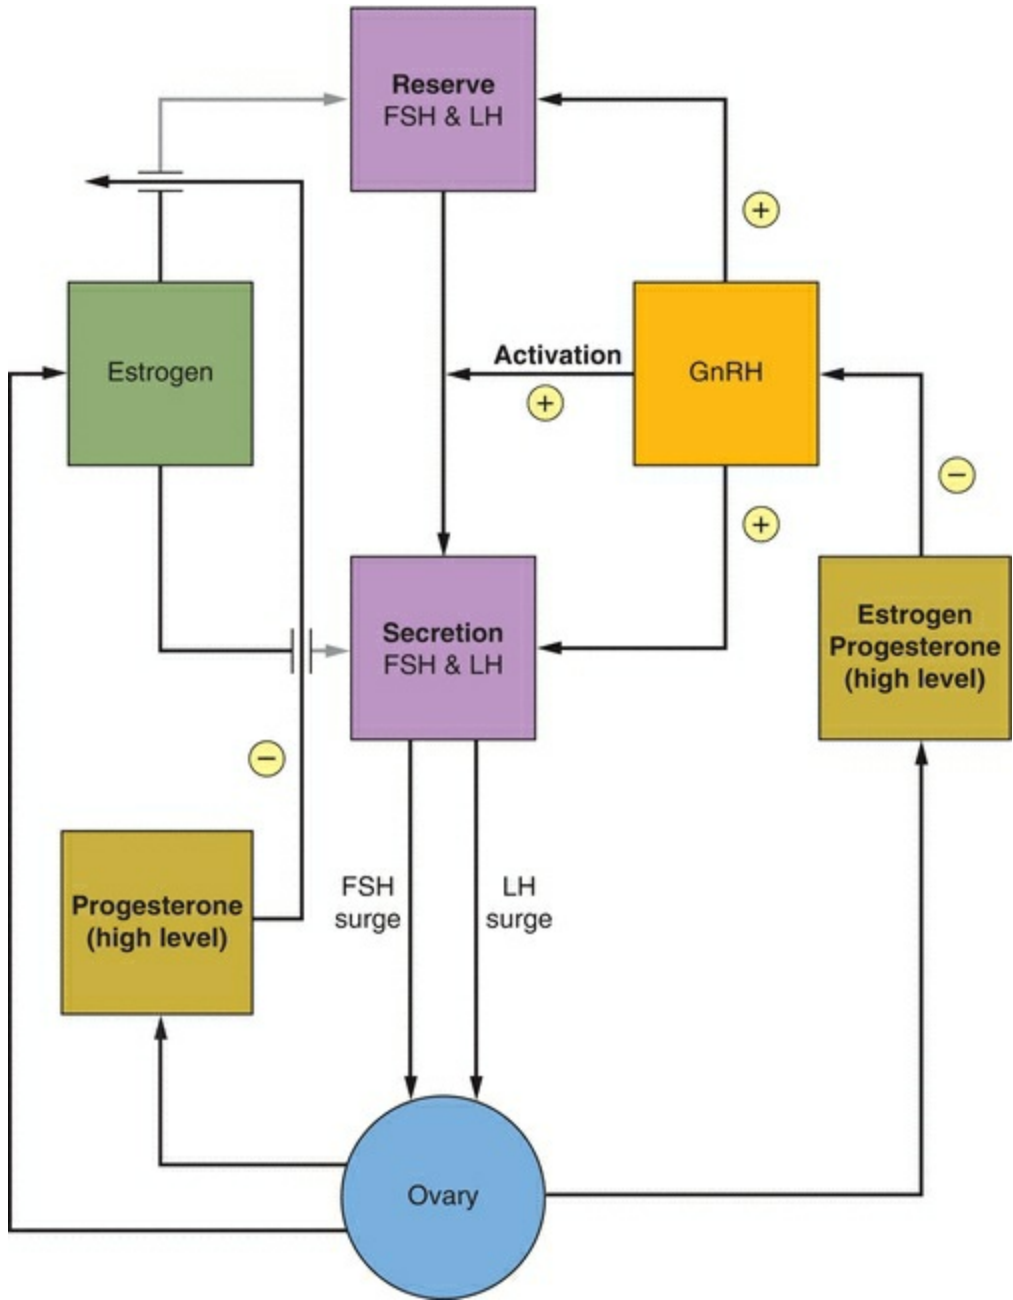 Reserve
FSH & LH
+
Estrogen
Activation
+
GnRH
−
+
Estrogen
Progesterone
(high level)
Secretion
FSH & LH
−
Progesterone
(high level)
FSH
surge
LH
surge
Ovary